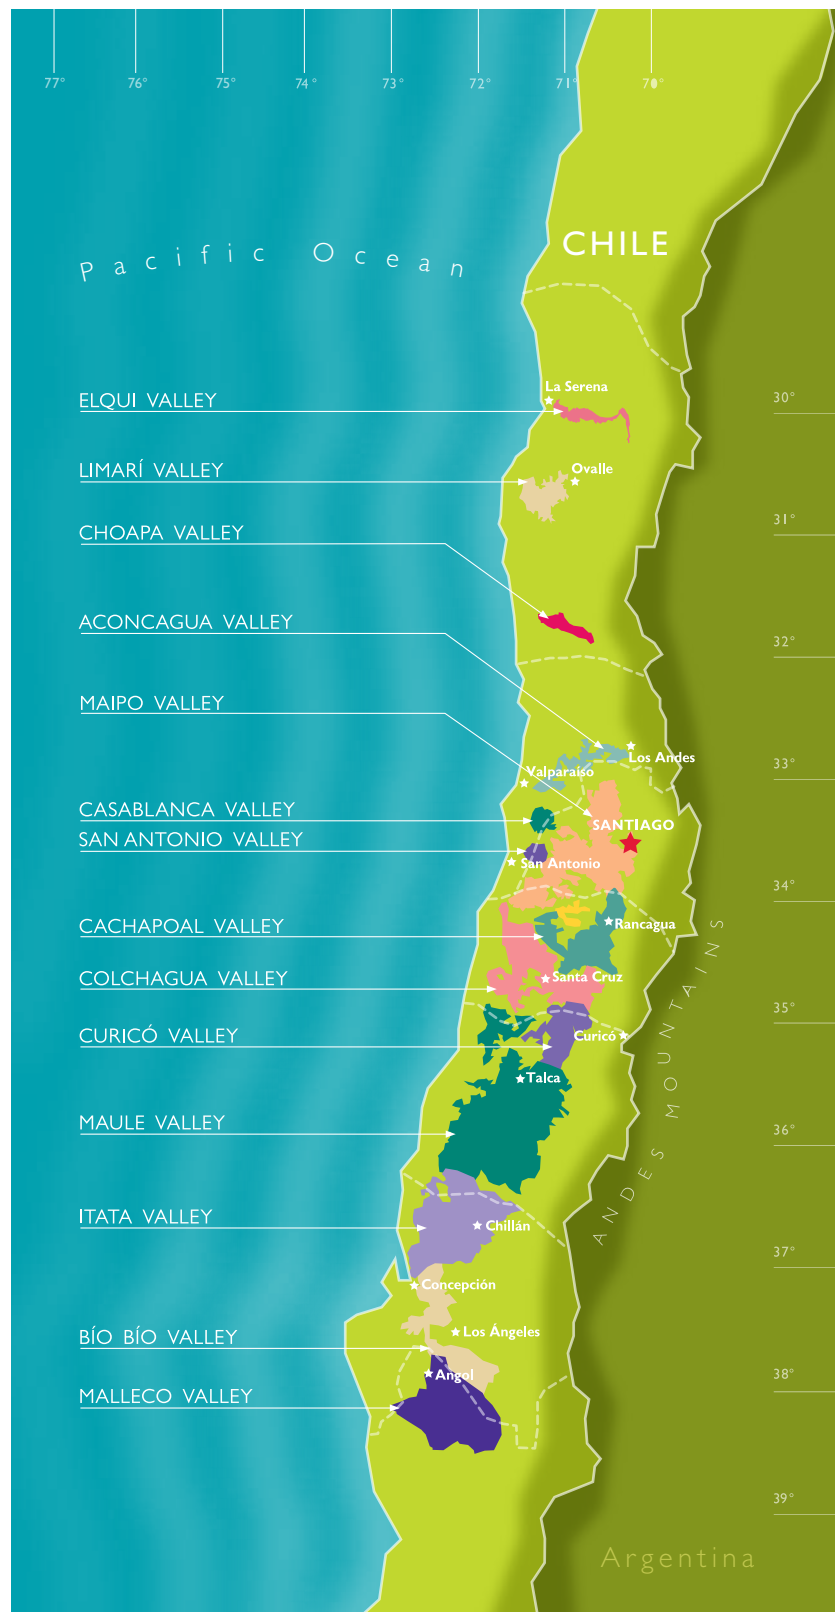 77° 76° 75° 74° 73° 72° 71° 70°
CHILE
Pacific Ocean
La Serena
ELQUI VALLEY
30°
LIMARÍ VALLEY
Ovalle
31°
CHOAPA VALLEY
ACONCAGUA VALLEY
32°
MAIPO VALLEY
Los Andes
33°
Valparaíso
CASABLANCA VALLEY
SANTIAGO
SAN ANTONIO VALLEY
San Antonio
34°
CACHAPOAL VALLEY
Rancagua
COLCHAGUA VALLEY
Santa Cruz
35°
CURICÓ VALLEY
Curicó
ANDES MOUNTAINS
Talca
MAULE VALLEY
36°
ITATA VALLEY
Chillán
37°
Concepción
Los Ángeles
BÍO BÍO VALLEY
Angol
38°
MALLECO VALLEY
39°
Argentina